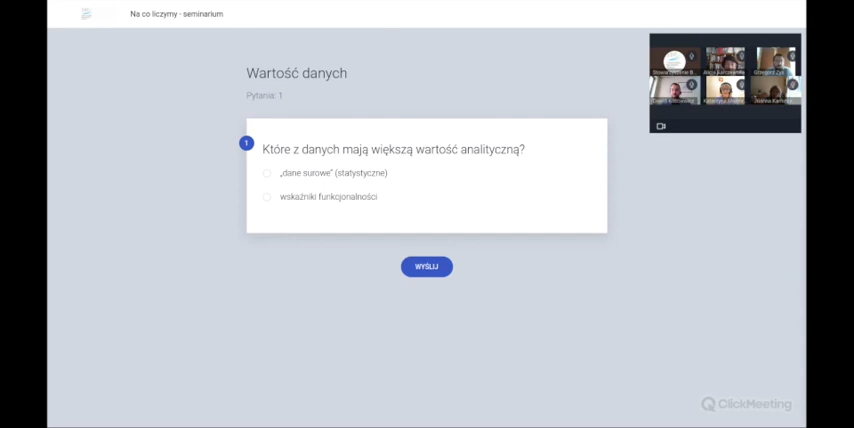 Na co liczymy - seminarium
Wartość danych
Pytania: 1
1
Które z danych mają większą wartość analityczną?
„dane surowe” (statystyczne)
wskaźniki funkcjonalności
WYŚLIJ
Stowarzyszenie B...
ClickMeeting